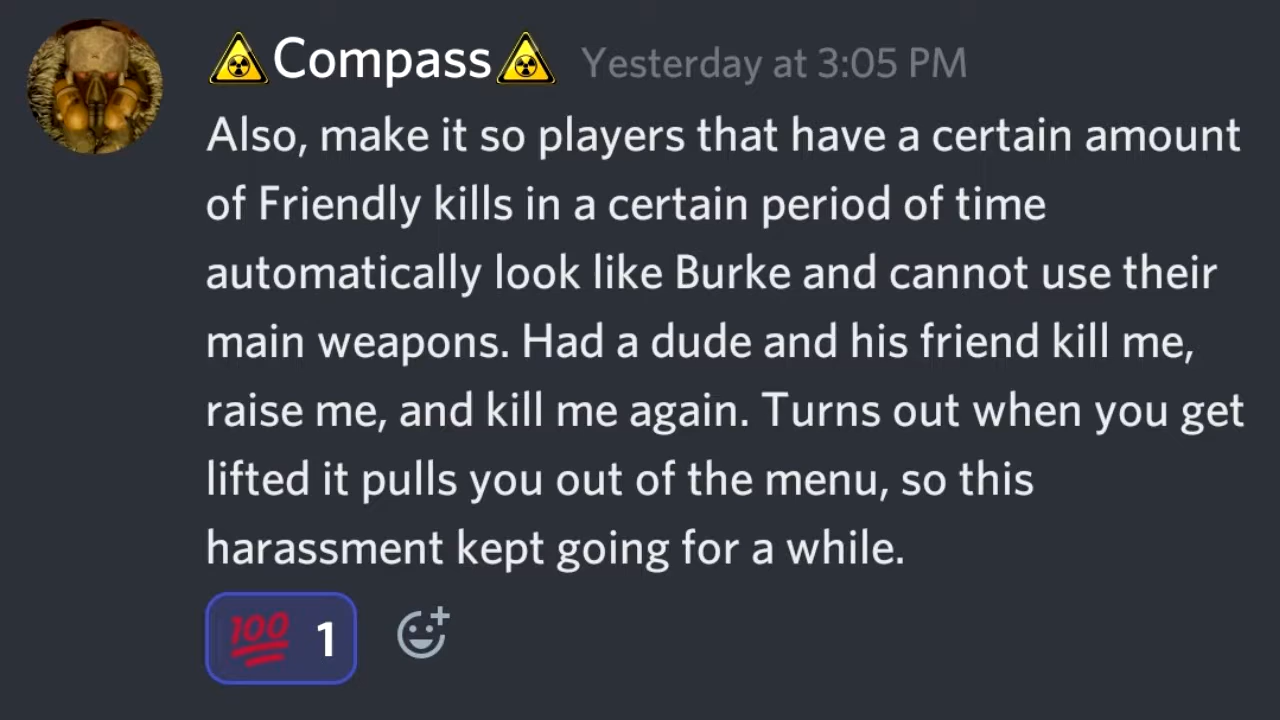 ☢Compass☢ Yesterday at 3:05 PM
Also, make it so players that have a certain amount
of Friendly kills in a certain period of time
automatically look like Burke and cannot use their
main weapons. Had a dude and his friend kill me,
raise me, and kill me again. Turns out when you get
lifted it pulls you out of the menu, so this
harassment kept going for a while.
💯 1